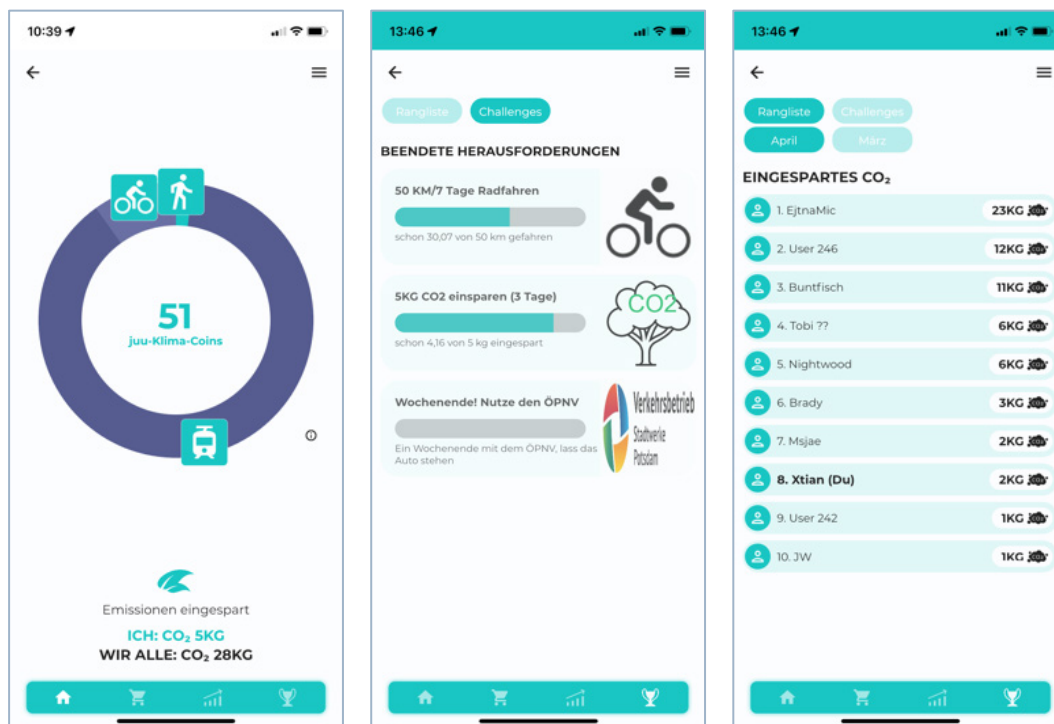 10:39
51
juu-Klima-Coins
Emissionen eingespart
ICH: CO₂ 5KG
WIR ALLE: CO₂ 28KG
13:46
Rangliste
Challenges
BEENDETE HERAUSFORDERUNGEN
50 KM/7 Tage Radfahren
schon 30,07 von 50 km gefahren
5KG CO2 einsparen (3 Tage)
CO2
schon 4,16 von 5 kg eingespart
Wochenende! Nutze den ÖPNV
Ein Wochenende mit dem ÖPNV, lass das
Auto stehen
Verkehrsbetrieb
Stadtwerke
Potsdam
13:46
Rangliste
Challenges
April
März
EINGESPARTES CO₂
1. EjtnaMic 23KG
2. User 246 12KG
3. Buntfisch 11KG
4. Tobi ?? 6KG
5. Nightwood 6KG
6. Brady 3KG
7. Msjae 2KG
8. Xtian (Du) 2KG
9. User 242 1KG
10. JW 1KG